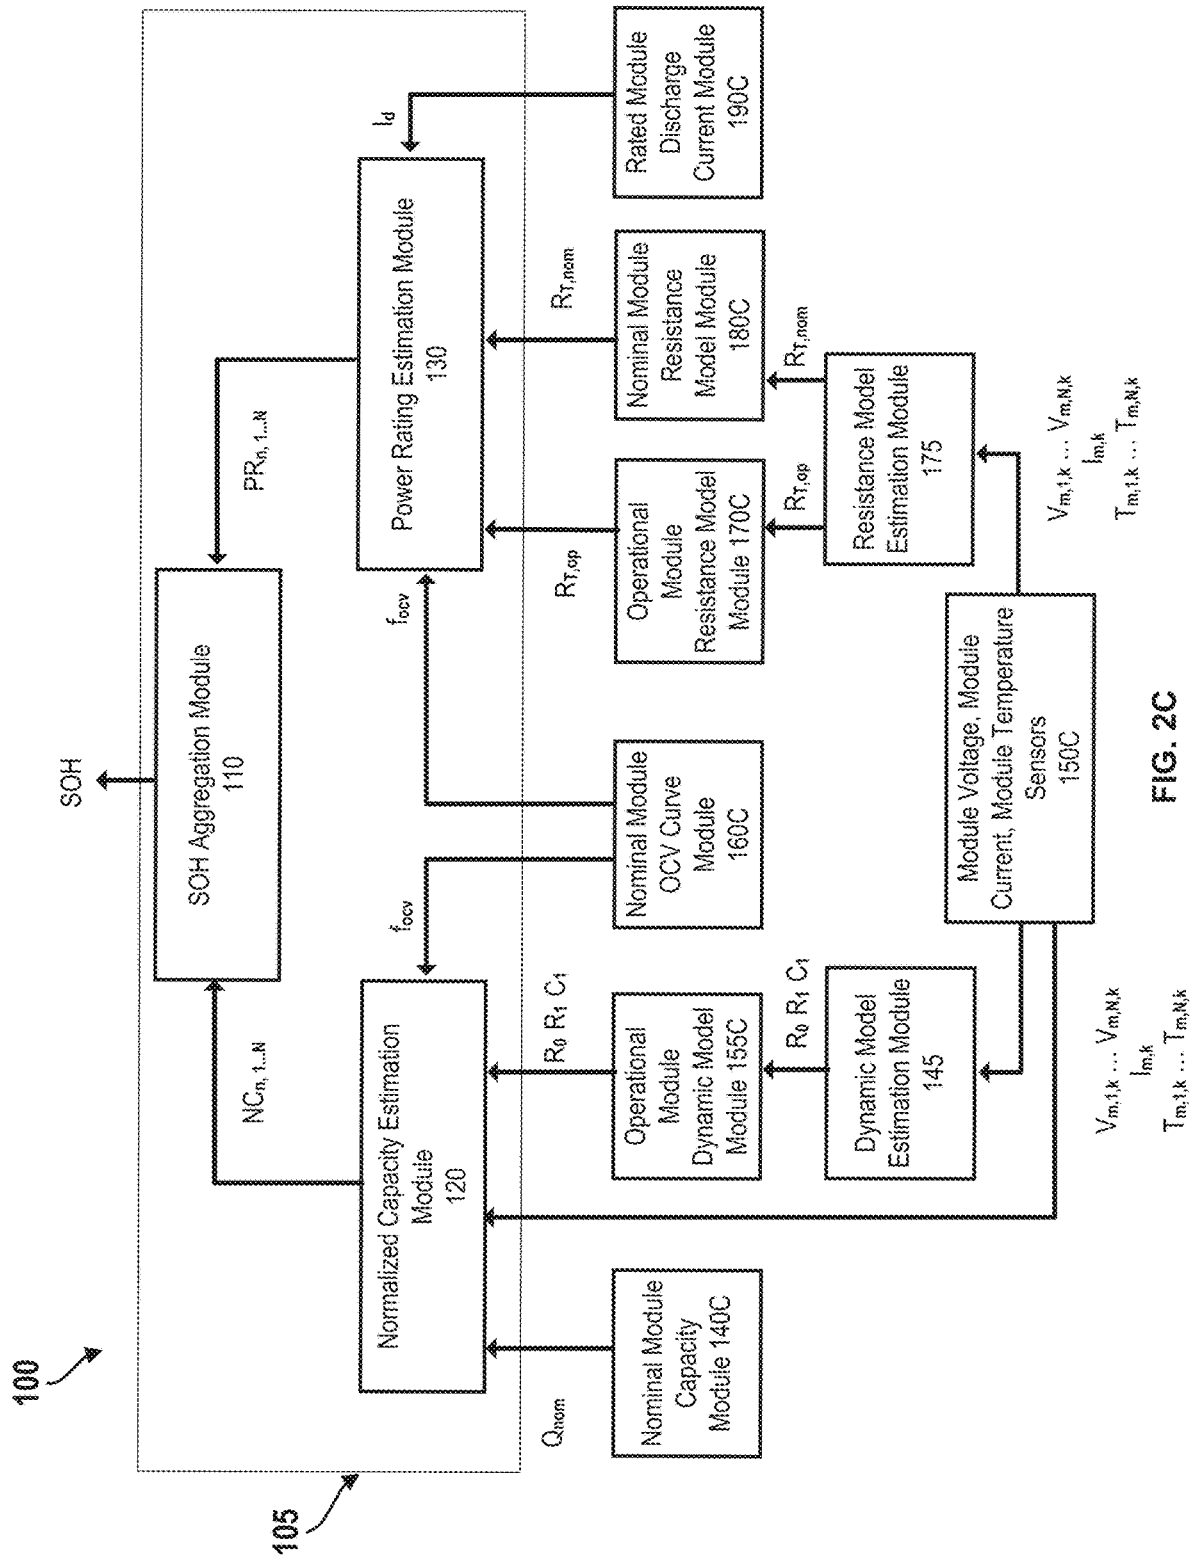 100
105
SOH
SOH Aggregation Module
110
NCn, 1...N
PRn, 1...N
Normalized Capacity Estimation
Module
120
Power Rating Estimation Module
130
focv
focv
Id
Qnom
R0 R1 C1
RT,op
RT,nom
Nominal Module
Capacity
Module 140C
Operational
Module
Dynamic Model
Module 155C
Nominal Module
OCV Curve
Module
160C
Operational
Module
Resistance Model
Module 170C
Nominal Module
Resistance
Model Module
180C
Rated Module
Discharge
Current Module
190C
R0 R1 C1
RT,op
RT,nom
Dynamic Model
Estimation Module
145
Resistance Model
Estimation Module
175
Module Voltage, Module
Current, Module Temperature
Sensors
150C
Vm,1,k ... Vm,N,k
Im,k
Tm,1,k ... Tm,N,k
Vm,1,k ... Vm,N,k
Im,k
Tm,1,k ... Tm,N,k
FIG. 2C